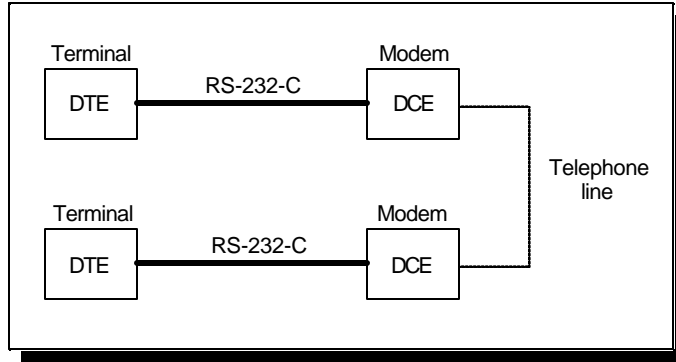 Terminal
Modem
RS-232-C
DTE
DCE
Telephone
line
Terminal
Modem
RS-232-C
DTE
DCE